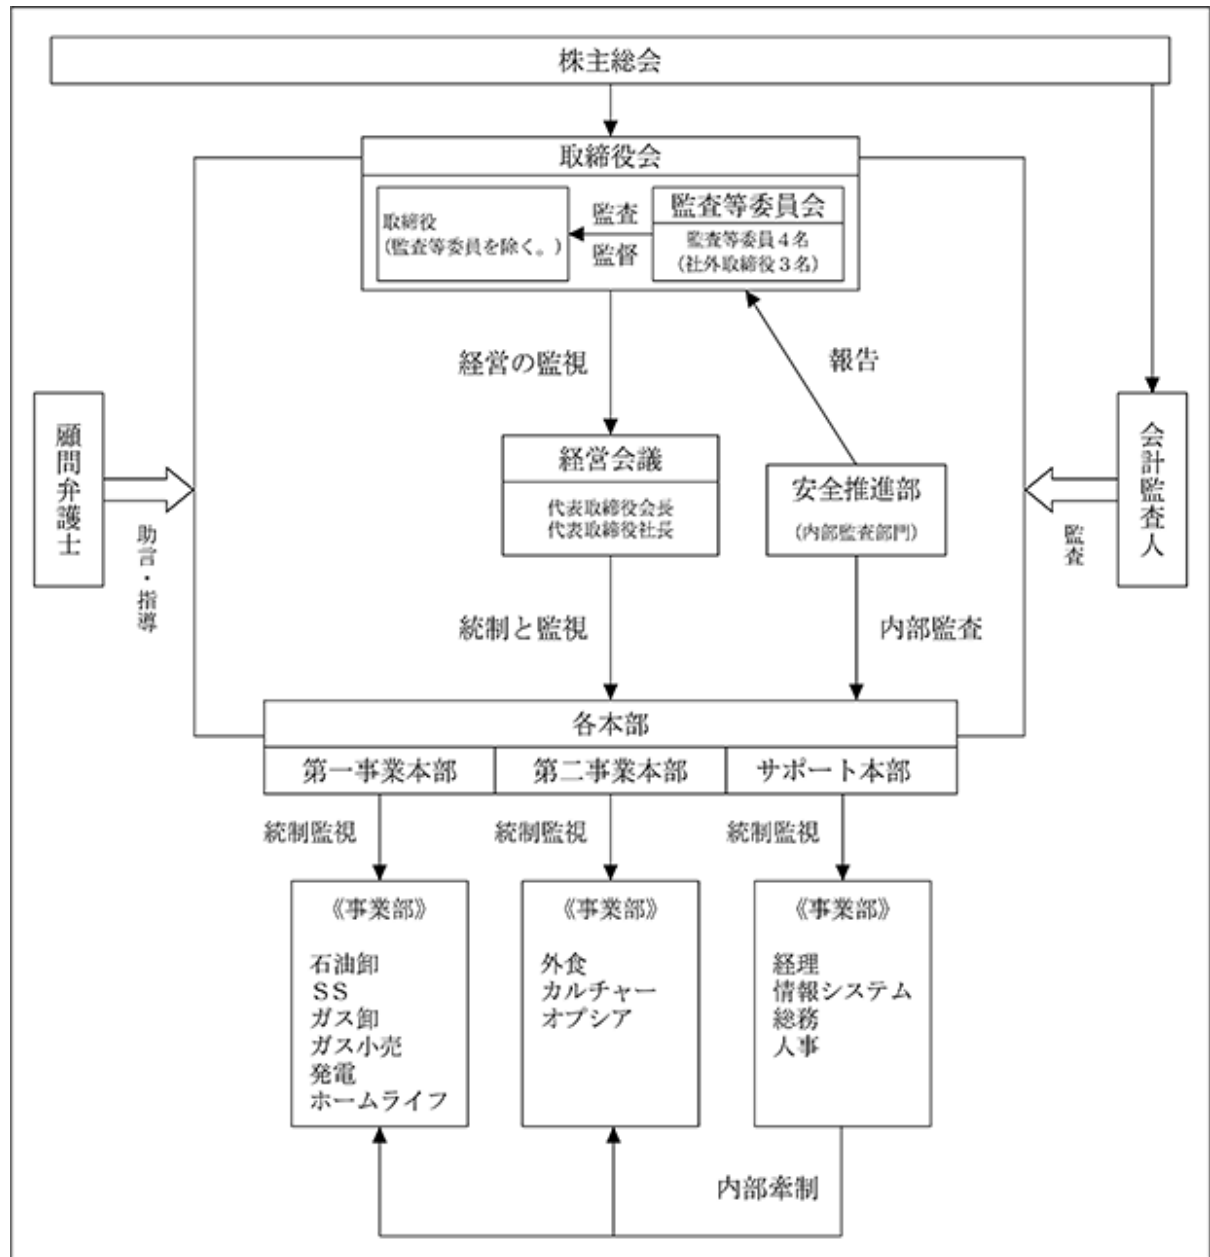 株主総会
取締役会
取締役
(監査等委員を除く。)
監査
監督
監査等委員会
監査等委員４名
(社外取締役３名)
経営の監視
報告
顧問弁護士
助言・指導
経営会議
代表取締役会長
代表取締役社長
安全推進部
(内部監査部門)
会計監査人
監査
統制と監視
内部監査
各本部
第一事業本部
第二事業本部
サポート本部
統制監視
統制監視
統制監視
《事業部》
石油卸
ＳＳ
ガス卸
ガス小売
発電
ホームライフ
《事業部》
外食
カルチャー
オプシア
《事業部》
経理
情報システム
総務
人事
内部牽制